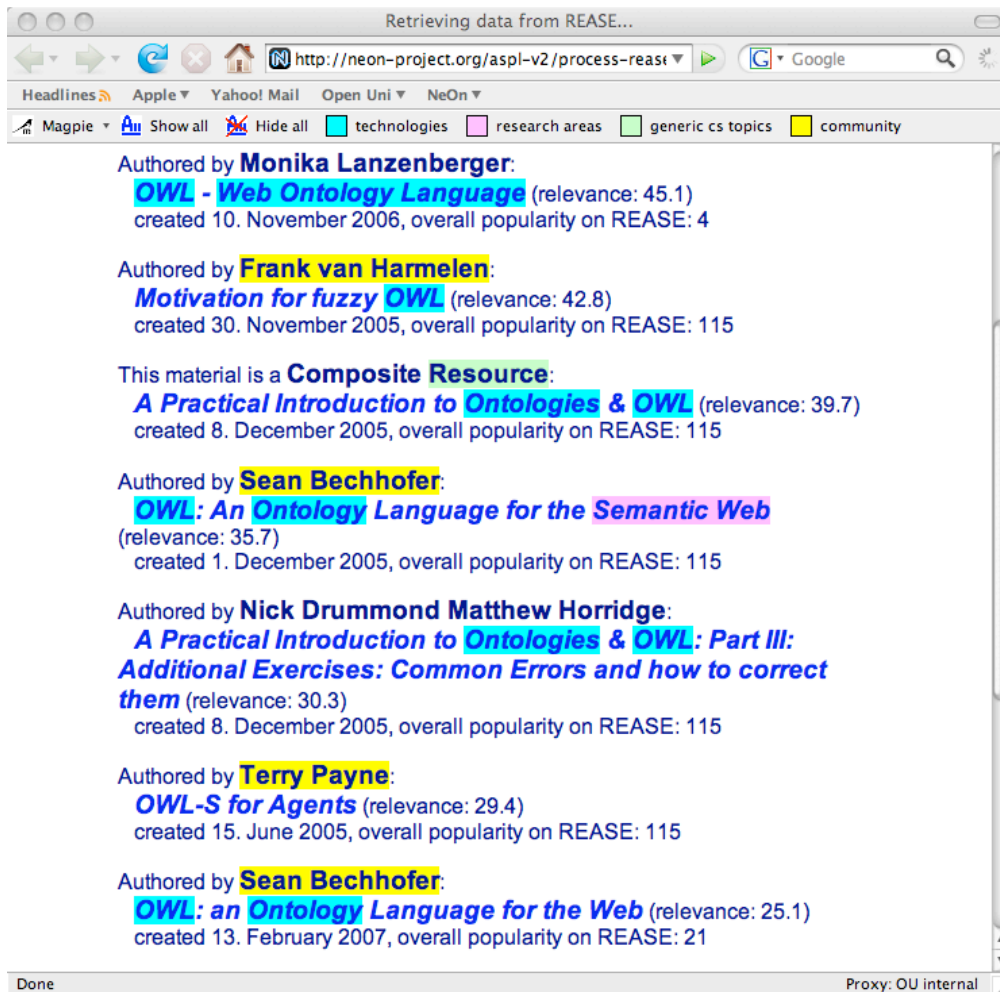 Retrieving data from REASE...
http://neon-project.org/aspl-v2/process-rease
G Google
Headlines Apple Yahoo! Mail Open Uni NeOn
Magpie Show all Hide all technologies research areas generic cs topics community
Authored by Monika Lanzenberger:
OWL - Web Ontology Language (relevance: 45.1)
created 10. November 2006, overall popularity on REASE: 4
Authored by Frank van Harmelen:
Motivation for fuzzy OWL (relevance: 42.8)
created 30. November 2005, overall popularity on REASE: 115
This material is a Composite Resource:
A Practical Introduction to Ontologies & OWL (relevance: 39.7)
created 8. December 2005, overall popularity on REASE: 115
Authored by Sean Bechhofer:
OWL: An Ontology Language for the Semantic Web
(relevance: 35.7)
created 1. December 2005, overall popularity on REASE: 115
Authored by Nick Drummond Matthew Horridge:
A Practical Introduction to Ontologies & OWL: Part III:
Additional Exercises: Common Errors and how to correct
them (relevance: 30.3)
created 8. December 2005, overall popularity on REASE: 115
Authored by Terry Payne:
OWL-S for Agents (relevance: 29.4)
created 15. June 2005, overall popularity on REASE: 115
Authored by Sean Bechhofer:
OWL: an Ontology Language for the Web (relevance: 25.1)
created 13. February 2007, overall popularity on REASE: 21
Done Proxy: OU internal